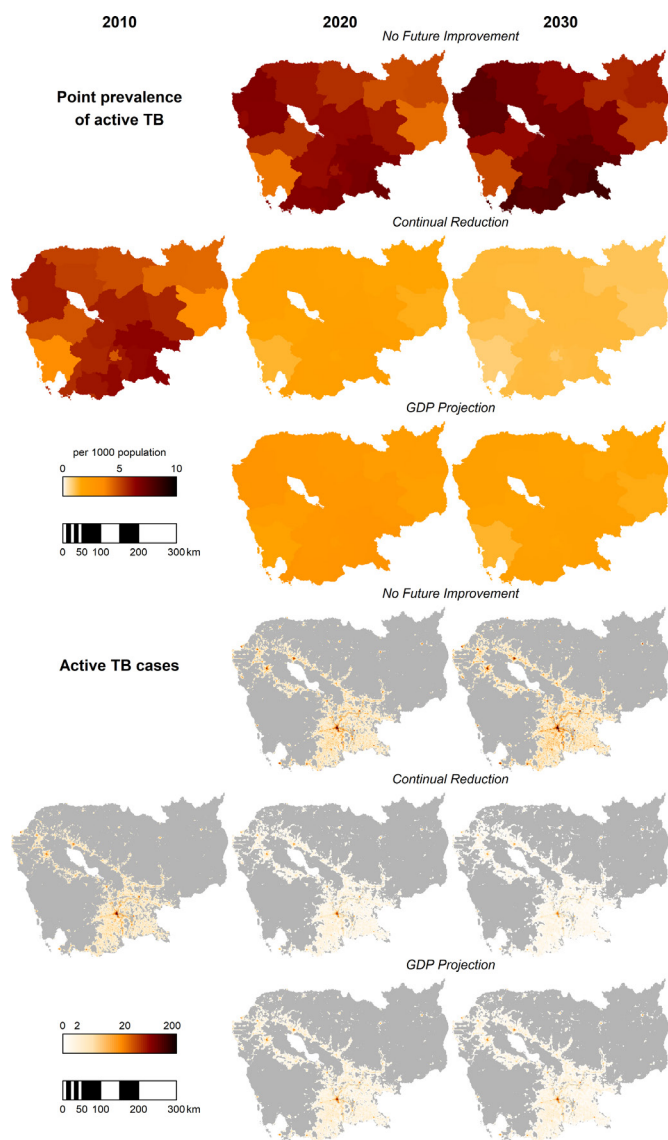 2010 2020 2030
No Future Improvement
Point prevalence
of active TB
Continual Reduction
GDP Projection
per 1000 population
0 5 10
0 50 100 200 300 km
No Future Improvement
Active TB cases
Continual Reduction
GDP Projection
0 2 20 200
0 50 100 200 300 km